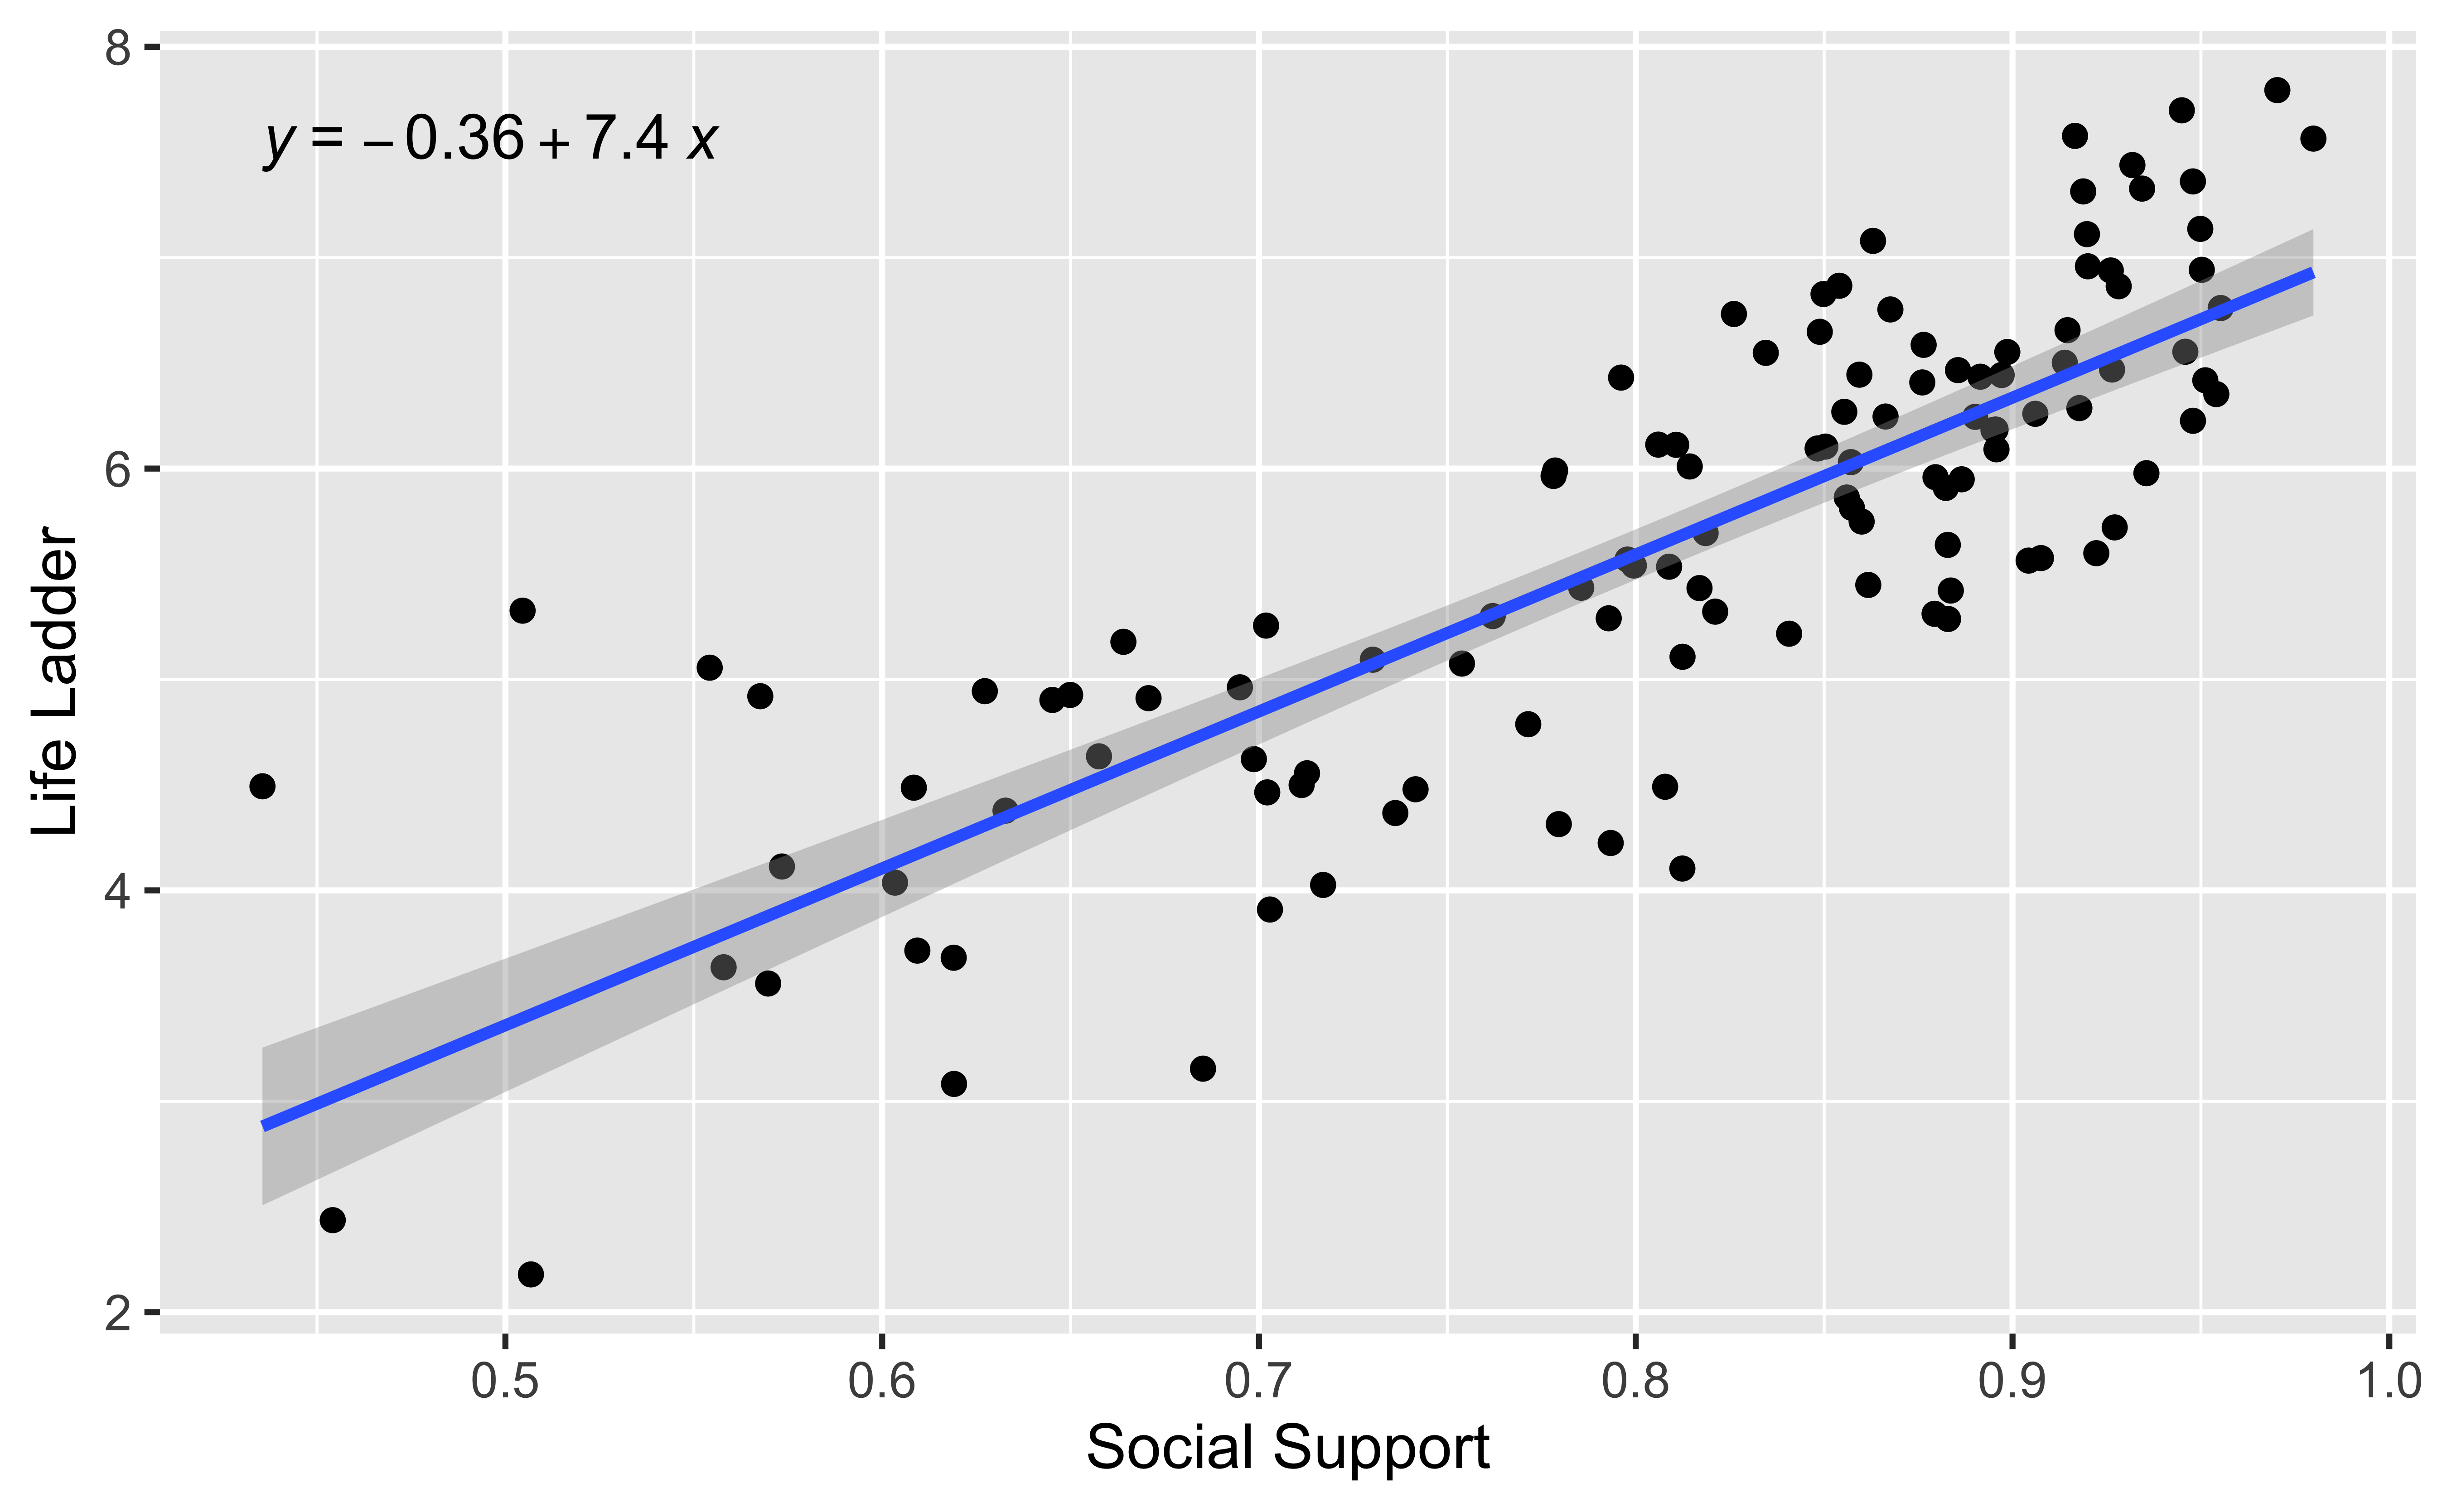 8
y = − 0.36 + 7.4 x
6
Life Ladder
4
2
0.5 0.6 0.7 0.8 0.9 1.0
Social Support